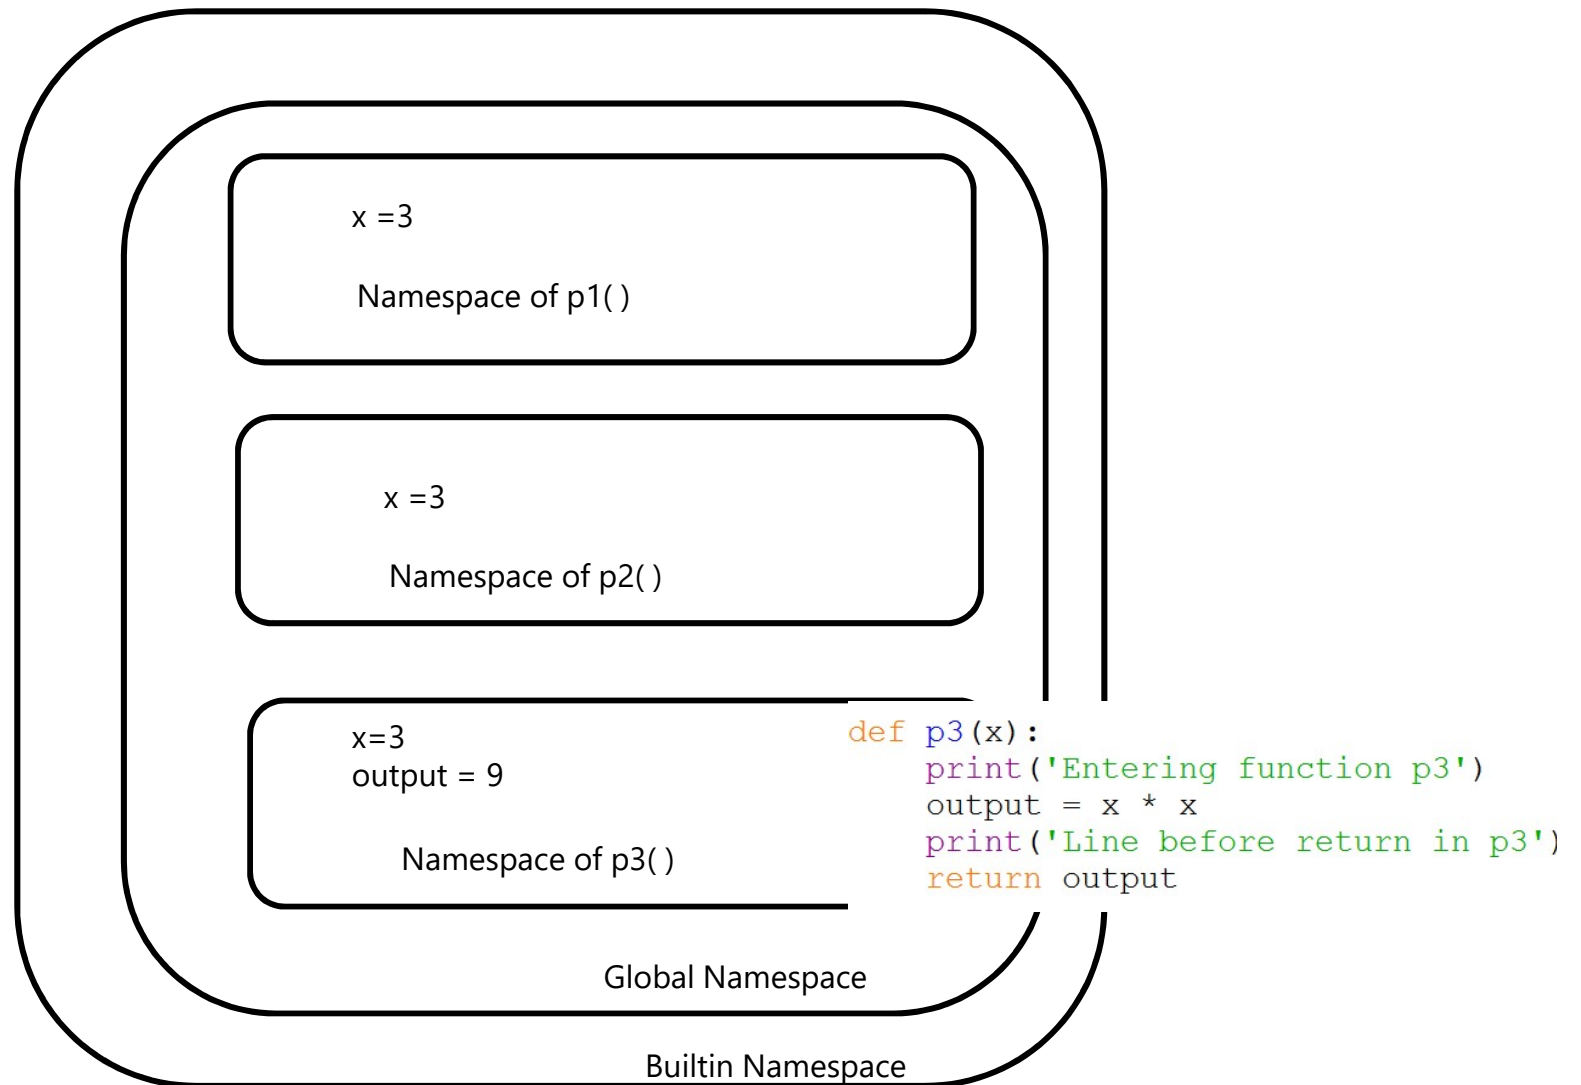 x =3
Namespace of p1( )
x =3
Namespace of p2( )
x=3
output = 9
Namespace of p3( )
def p3(x):
    print('Entering function p3')
    output = x * x
    print('Line before return in p3')
    return output
Global Namespace
Builtin Namespace